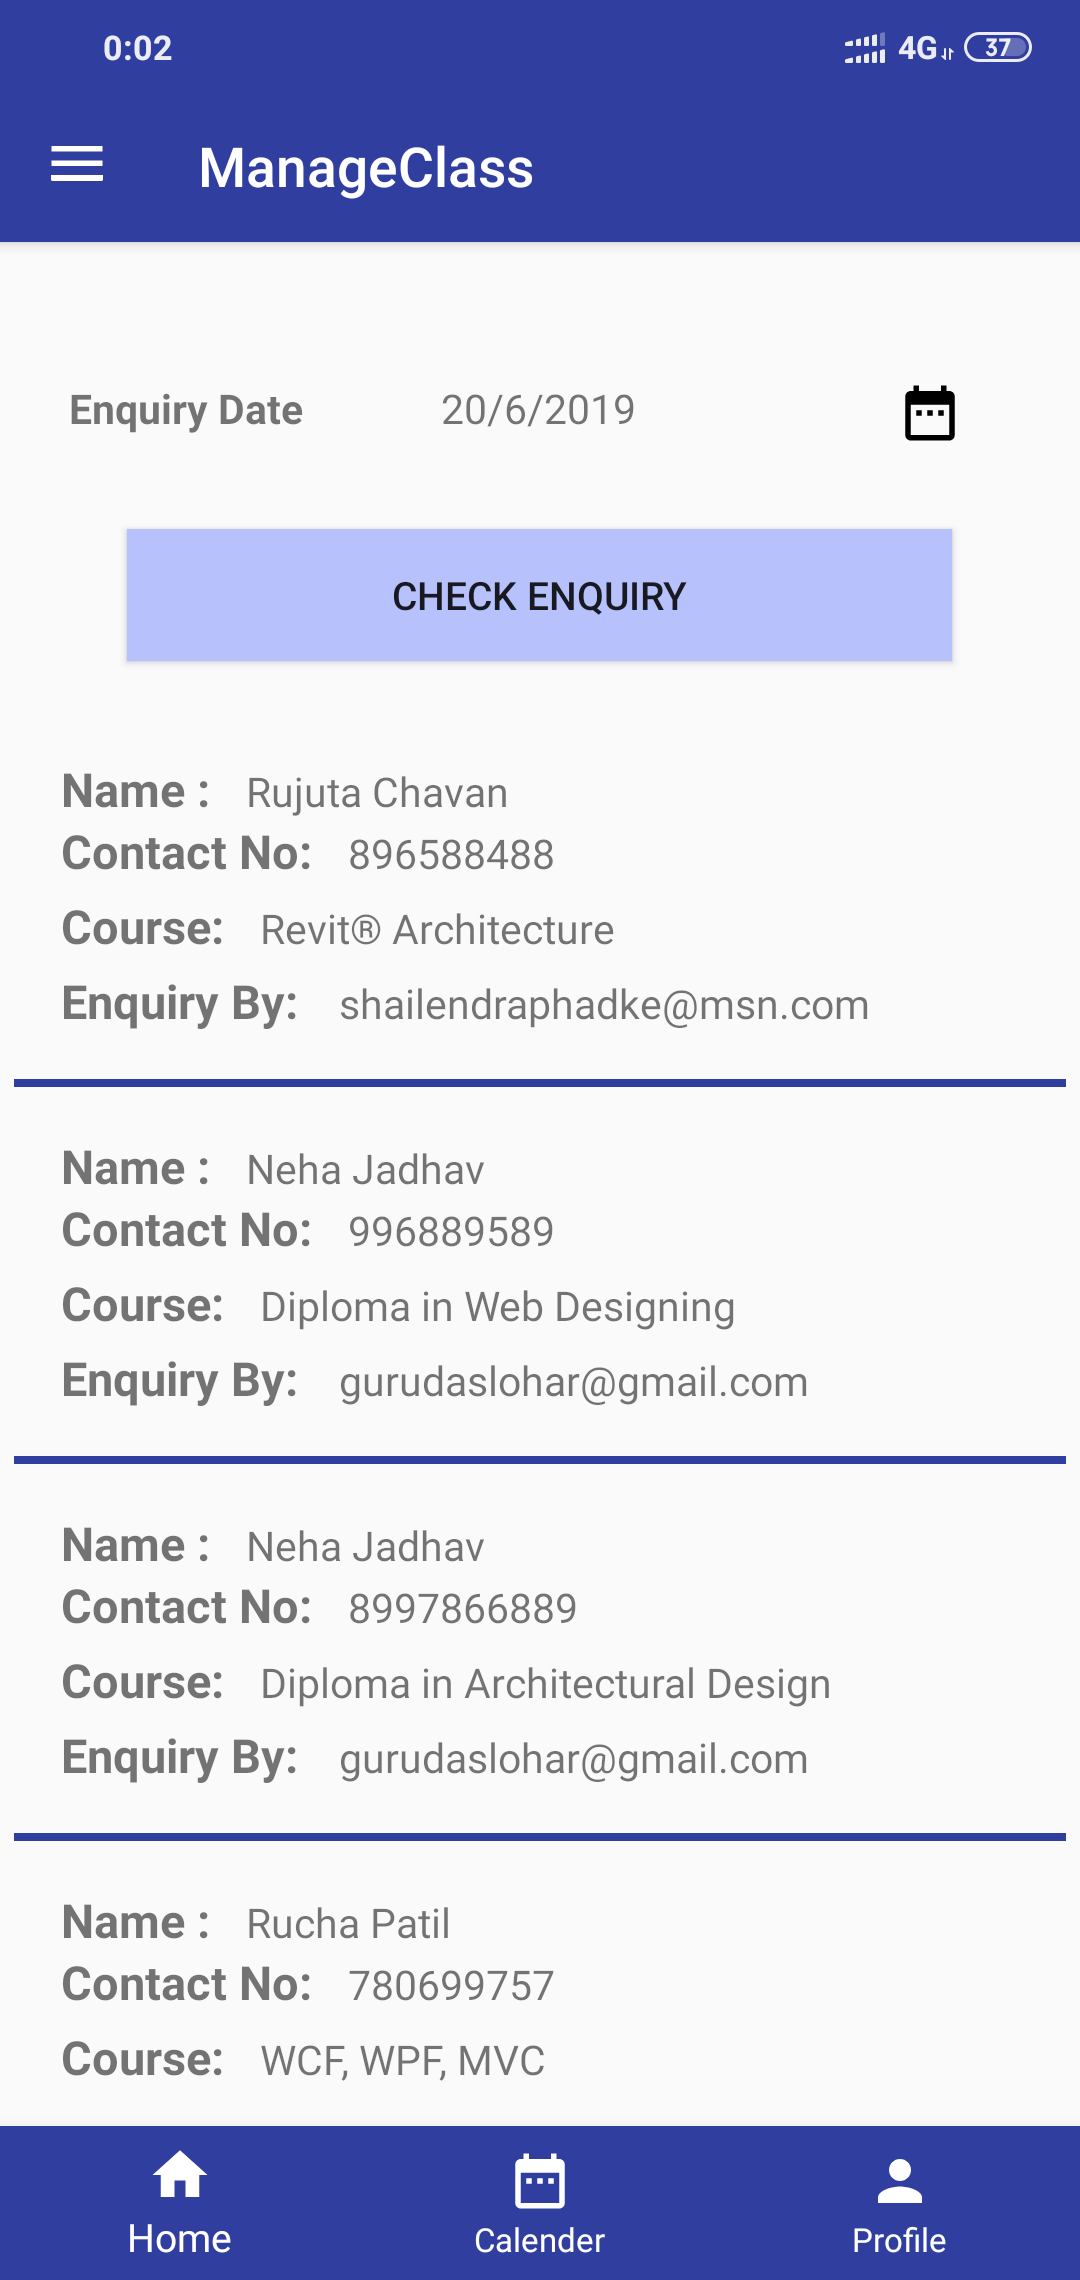 0:02 4G 37
ManageClass
Enquiry Date 20/6/2019
CHECK ENQUIRY
Name : Rujuta Chavan
Contact No: 896588488
Course: Revit® Architecture
Enquiry By: shailendraphadke@msn.com
Name : Neha Jadhav
Contact No: 996889589
Course: Diploma in Web Designing
Enquiry By: gurudaslohar@gmail.com
Name : Neha Jadhav
Contact No: 8997866889
Course: Diploma in Architectural Design
Enquiry By: gurudaslohar@gmail.com
Name : Rucha Patil
Contact No: 780699757
Course: WCF, WPF, MVC
Home Calender Profile